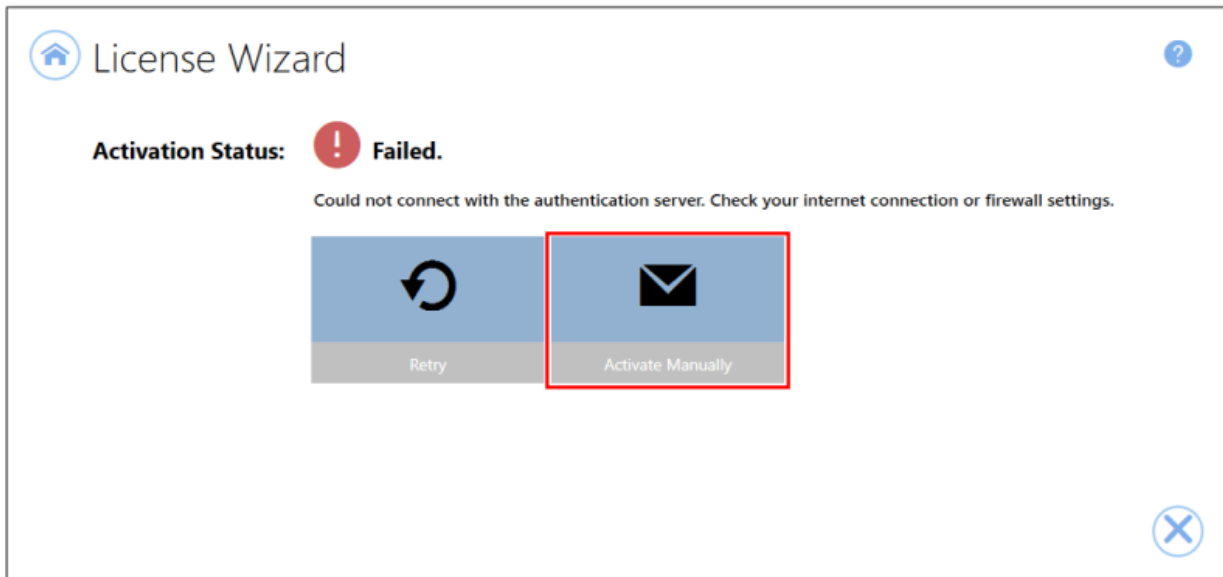 License Wizard
?
Activation Status: ! Failed.
Could not connect with the authentication server. Check your internet connection or firewall settings.
Retry
Activate Manually